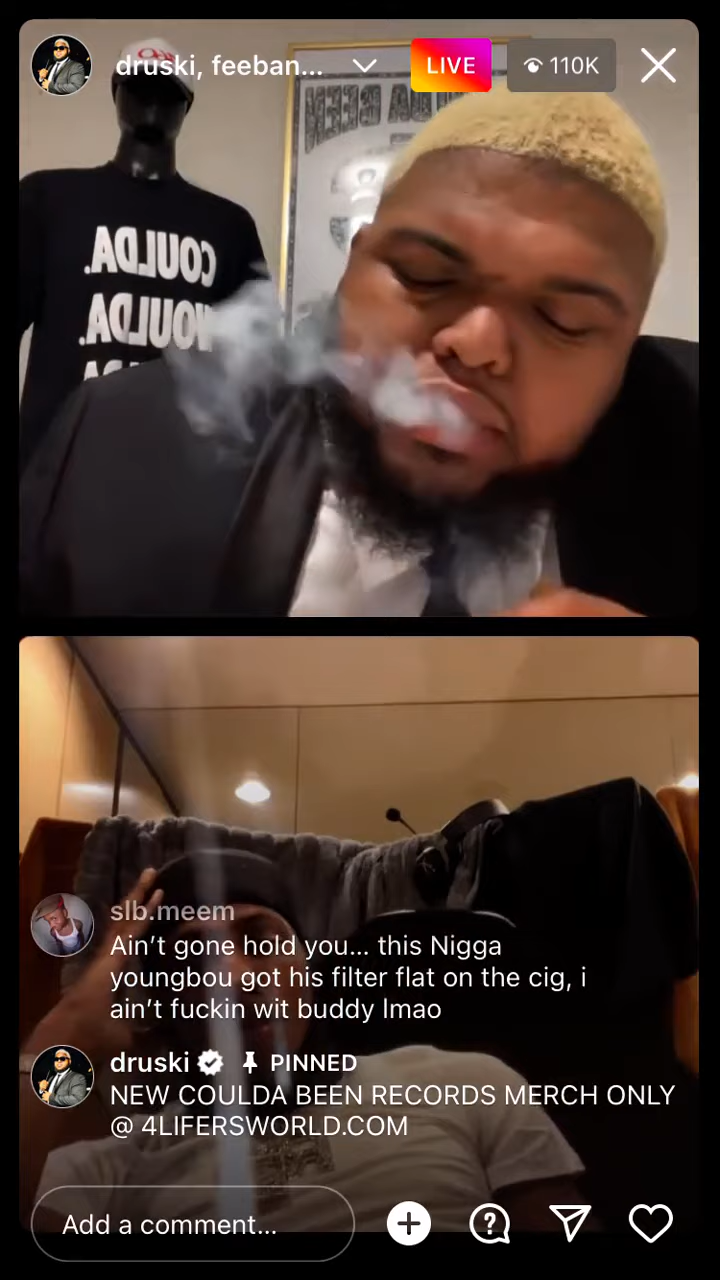 druski, feeban...
LIVE
110K
COULDA BEEN
COULDA.
WOULDA.
slb.meem
Ain’t gone hold you... this Nigga
youngbou got his filter flat on the cig, i
ain’t fuckin wit buddy lmao
druski PINNED
NEW COULDA BEEN RECORDS MERCH ONLY
@ 4LIFERSWORLD.COM
Add a comment...